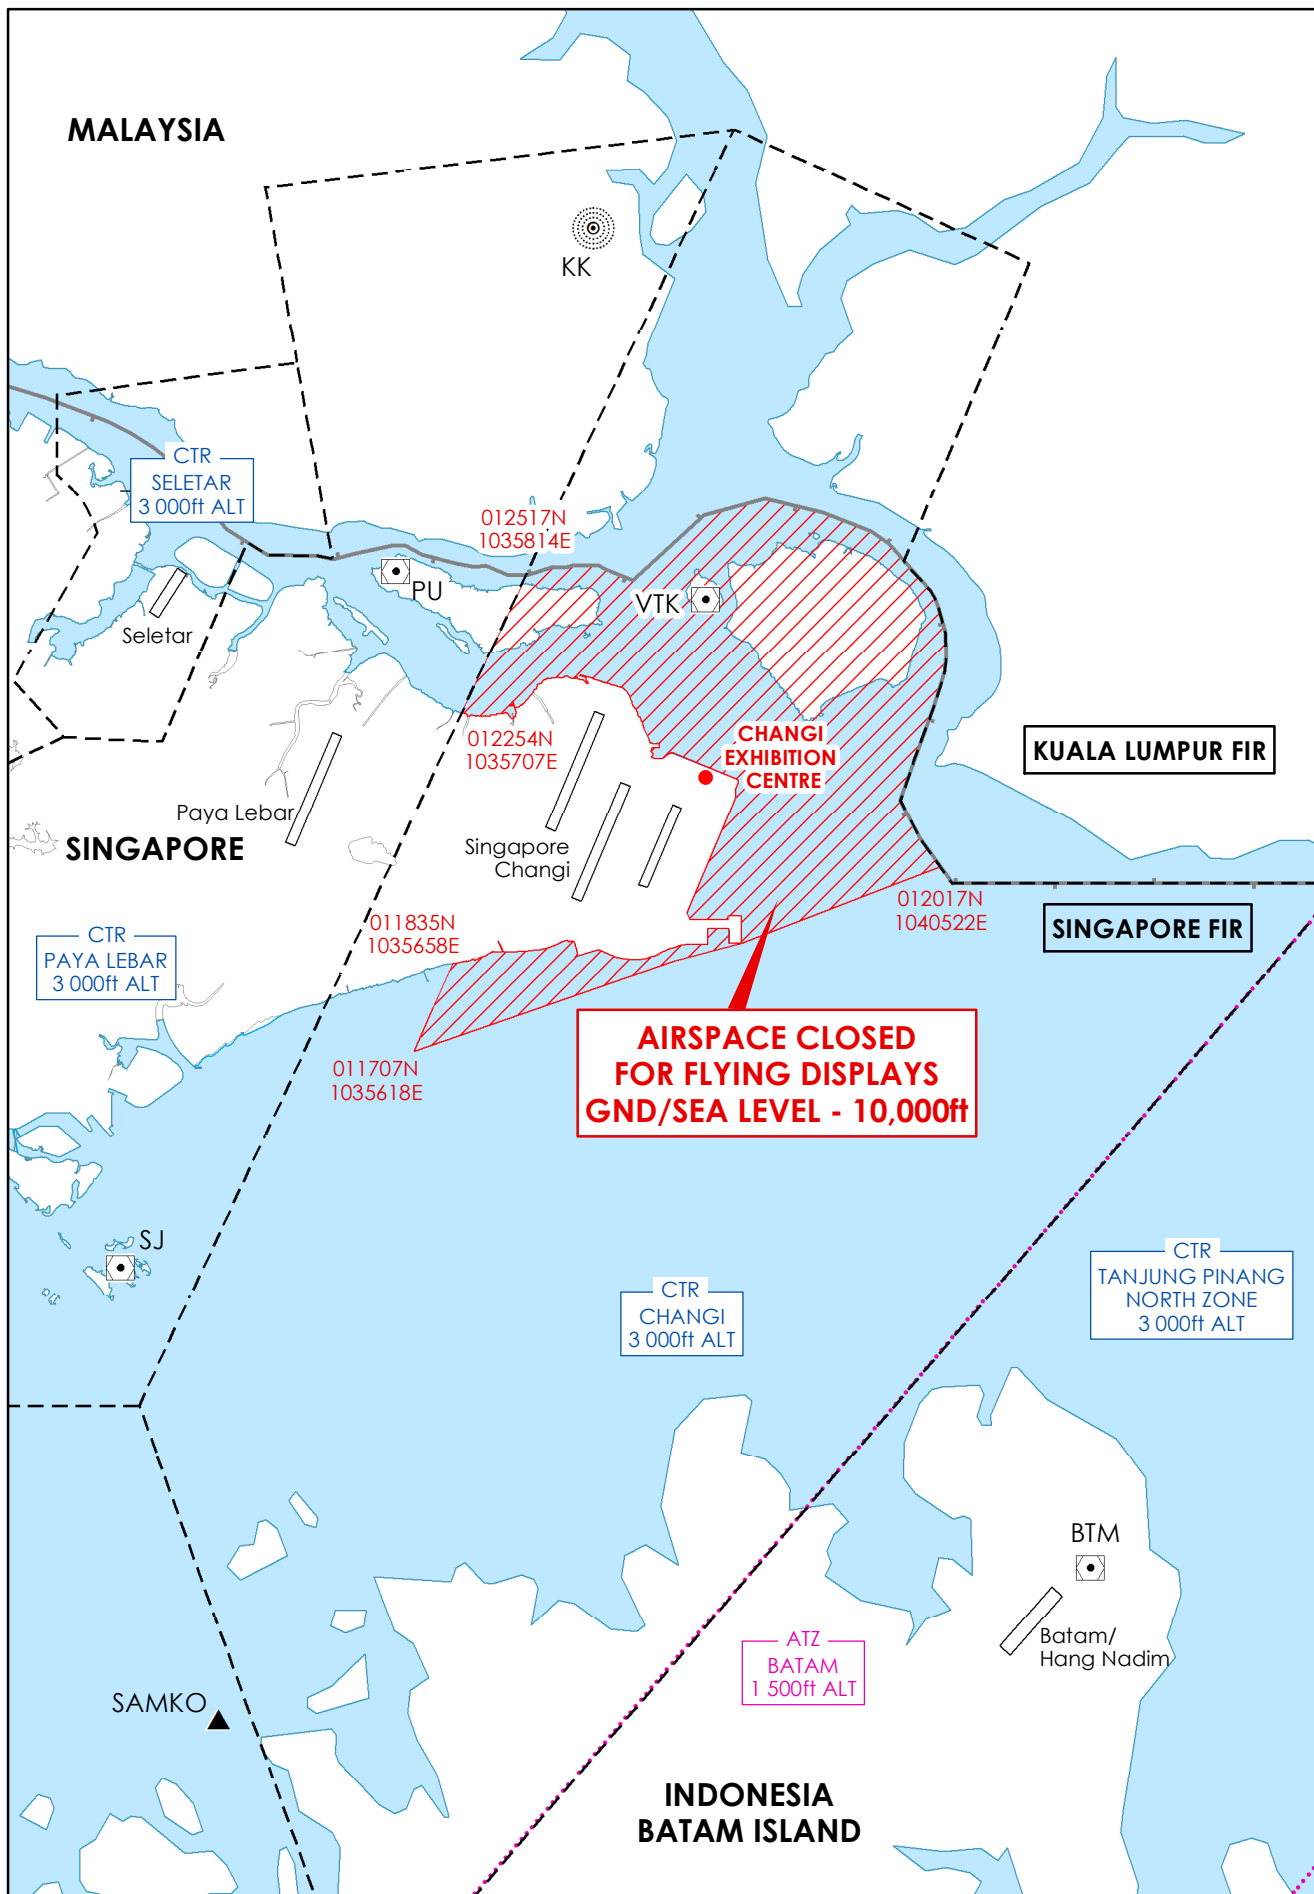 MALAYSIA
KK
CTR
SELETAR
3 000ft ALT
012517N
1035814E
PU
VTK
Seletar
012254N
1035707E
CHANGI
EXHIBITION
CENTRE
KUALA LUMPUR FIR
Paya Lebar
SINGAPORE
Singapore
Changi
012017N
1040522E
011835N
1035658E
SINGAPORE FIR
CTR
PAYA LEBAR
3 000ft ALT
AIRSPACE CLOSED
FOR FLYING DISPLAYS
GND/SEA LEVEL - 10,000ft
011707N
1035618E
SJ
CTR
CHANGI
3 000ft ALT
CTR
TANJUNG PINANG
NORTH ZONE
3 000ft ALT
BTM
Batam/
Hang Nadim
ATZ
BATAM
1 500ft ALT
SAMKO
INDONESIA
BATAM ISLAND